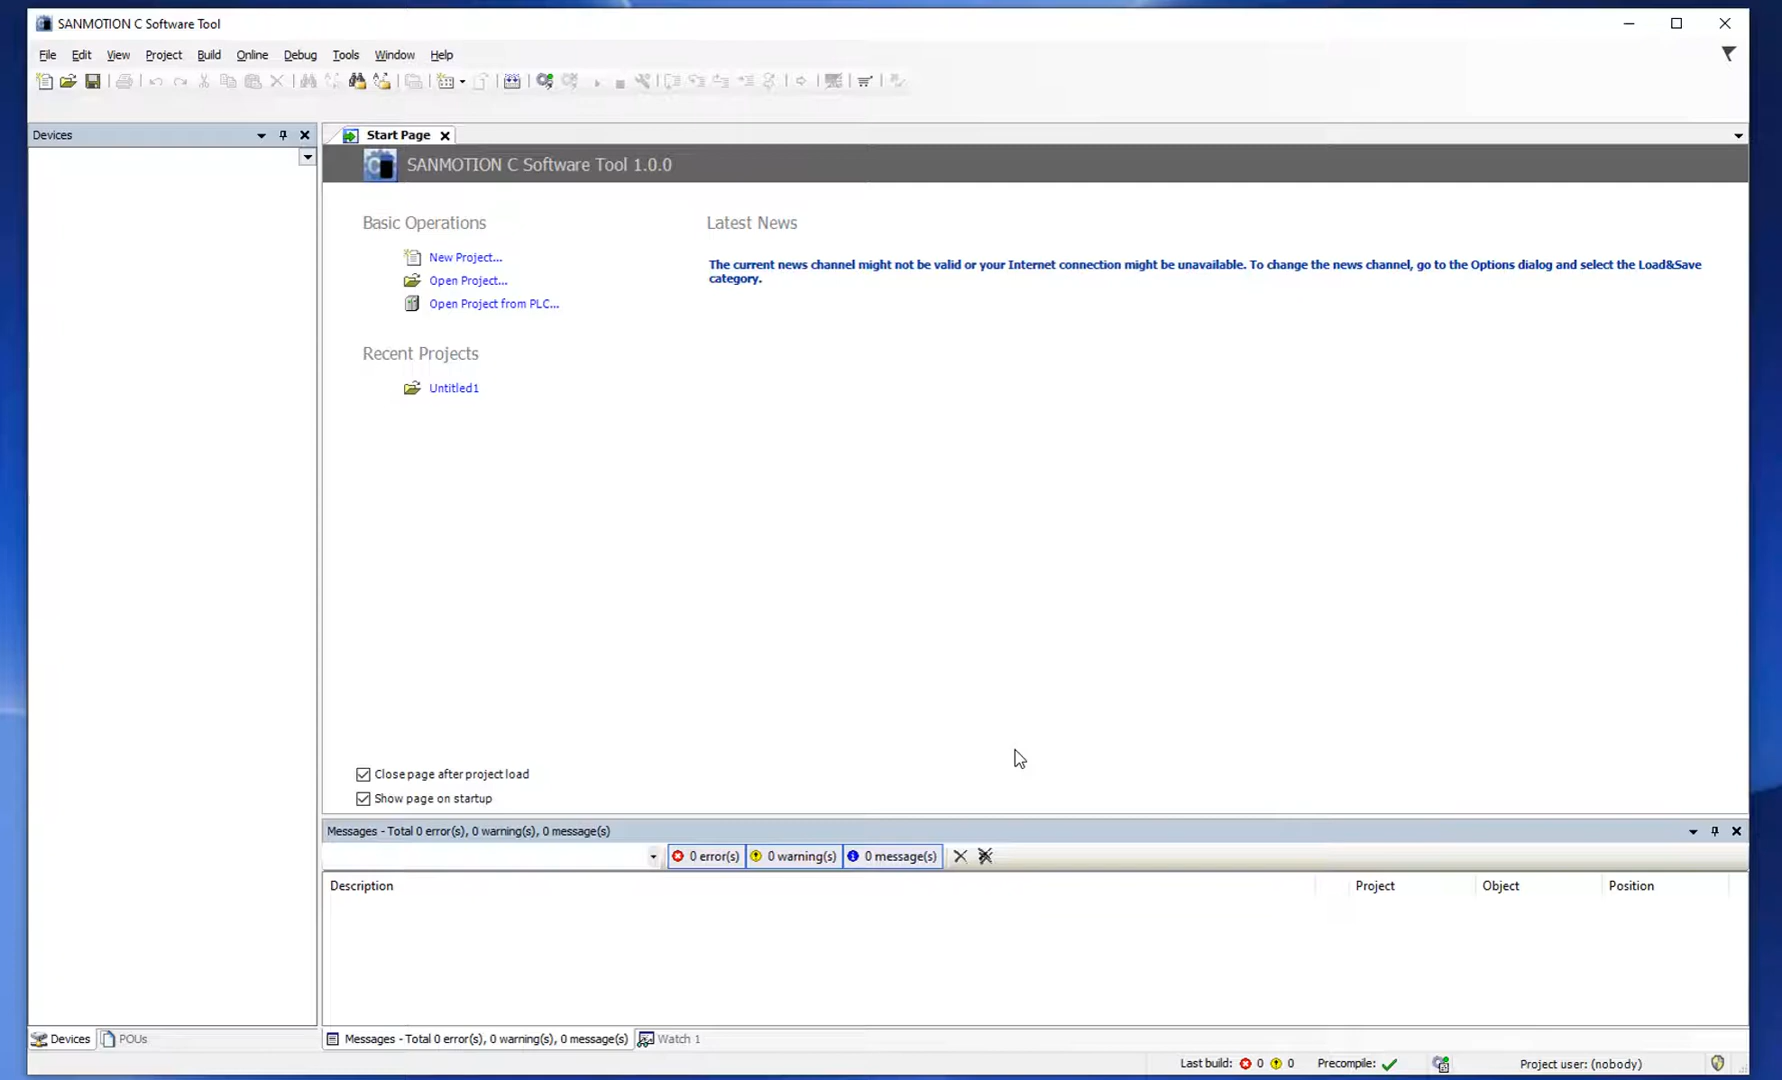 SANMOTION C Software Tool
File Edit View Project Build Online Debug Tools Window Help
Devices
Start Page
SANMOTION C Software Tool 1.0.0
Basic Operations
New Project...
Open Project...
Open Project from PLC...
Recent Projects
Untitled1
Latest News
The current news channel might not be valid or your Internet connection might be unavailable. To change the news channel, go to the Options dialog and select the Load&Save
category.
Close page after project load
Show page on startup
Messages - Total 0 error(s), 0 warning(s), 0 message(s)
0 error(s) 0 warning(s) 0 message(s)
Description Project Object Position
Devices POUs Messages - Total 0 error(s), 0 warning(s), 0 message(s) Watch 1
Last build: 0 0 Precompile: Project user: (nobody)